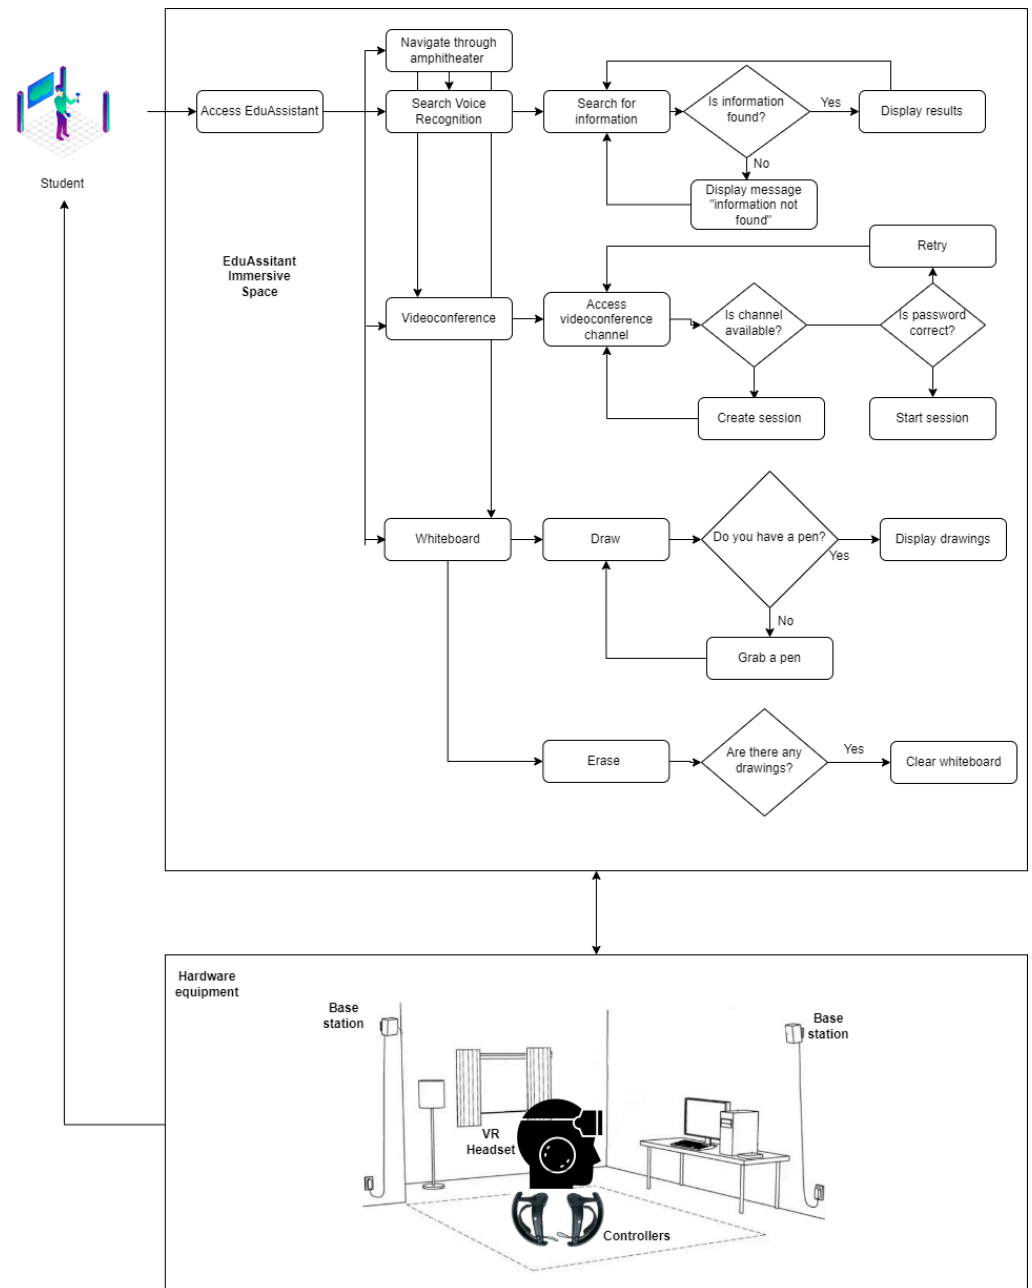 Navigate through
amphitheater
Access EduAssistant
Search Voice
Recognition
Search for
information
Is information
found?
Yes
Display results
Student
No
Display message
"information not
found"
EduAssitant
Immersive
Space
Retry
Videoconference
Access
videoconference
channel
Is channel
available?
Is password
correct?
Create session
Start session
Whiteboard
Draw
Do you have a pen?
Yes
Display drawings
No
Grab a pen
Erase
Are there any
drawings?
Yes
Clear whiteboard
Hardware
equipment
Base
station
Base
station
VR
Headset
Controllers